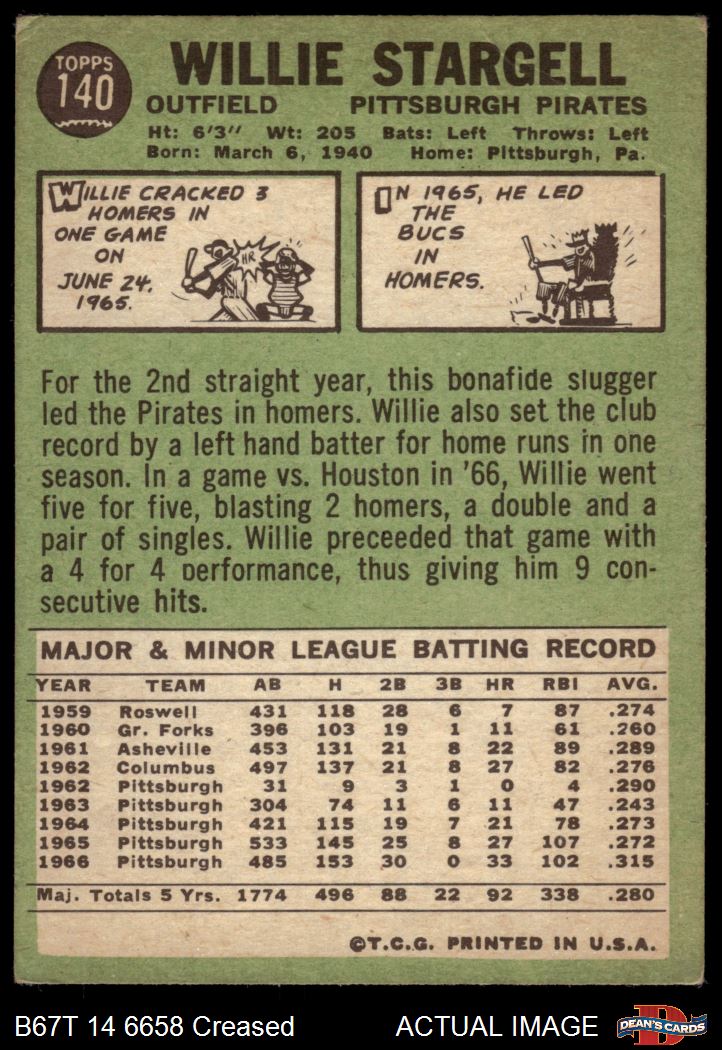 TOPPS
140
WILLIE STARGELL
OUTFIELD PITTSBURGH PIRATES
Ht: 6'3" Wt: 205 Bats: Left Throws: Left
Born: March 6, 1940 Home: Pittsburgh, Pa.
WILLIE CRACKED 3
HOMERS IN
ONE GAME
ON
JUNE 24,
1965.
HR
IN 1965, HE LED
THE
BUCS
IN
HOMERS.
For the 2nd straight year, this bonafide slugger
led the Pirates in homers. Willie also set the club
record by a left hand batter for home runs in one
season. In a game vs. Houston in '66, Willie went
five for five, blasting 2 homers, a double and a
pair of singles. Willie preceeded that game with
a 4 for 4 performance, thus giving him 9 con-
secutive hits.
MAJOR & MINOR LEAGUE BATTING RECORD
YEAR TEAM AB H 2B 3B HR RBI AVG.
1959 Roswell 431 118 28 6 7 87 .274
1960 Gr. Forks 396 103 19 1 11 61 .260
1961 Asheville 453 131 21 8 22 89 .289
1962 Columbus 497 137 21 8 27 82 .276
1962 Pittsburgh 31 9 3 1 0 4 .290
1963 Pittsburgh 304 74 11 6 11 47 .243
1964 Pittsburgh 421 115 19 7 21 78 .273
1965 Pittsburgh 533 145 25 8 27 107 .272
1966 Pittsburgh 485 153 30 0 33 102 .315
Maj. Totals 5 Yrs. 1774 496 88 22 92 338 .280
©T.C.G. PRINTED IN U.S.A.
B67T 14 6658 Creased ACTUAL IMAGE
D
DEAN'S CARDS